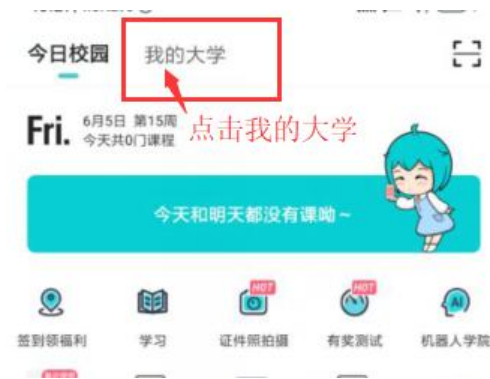 今日校园 我的大学
Fri. 6月5日 第15周
今天共0门课程
点击我的大学
今天和明天都没有课呦~
HOT HOT
签到领福利 学习 证件照拍摄 有奖测试 AI 机器人学院